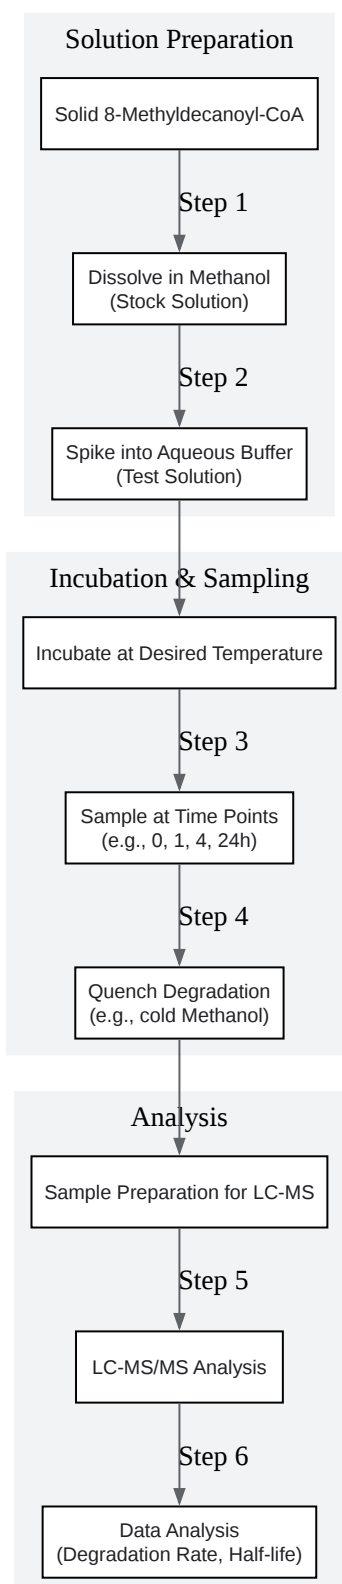 Solution Preparation
Solid 8-Methyldecanoyl-CoA
Step 1
Dissolve in Methanol
(Stock Solution)
Step 2
Spike into Aqueous Buffer
(Test Solution)
Incubation & Sampling
Incubate at Desired Temperature
Step 3
Sample at Time Points
(e.g., 0, 1, 4, 24h)
Step 4
Quench Degradation
(e.g., cold Methanol)
Analysis
Sample Preparation for LC-MS
Step 5
LC-MS/MS Analysis
Step 6
Data Analysis
(Degradation Rate, Half-life)